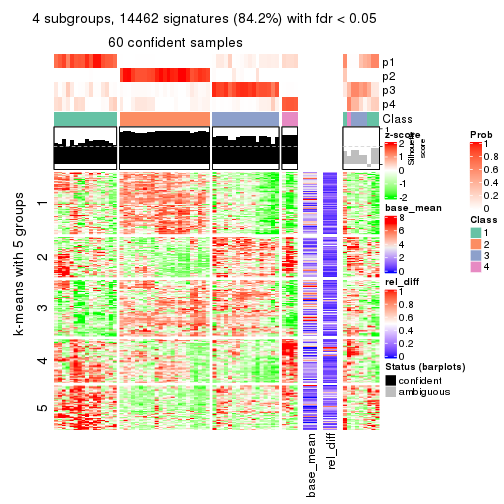 4 subgroups, 14462 signatures (84.2%) with fdr < 0.05
60 confident samples
p1
p2
p3
p4
Class
1
Silhouette
score
k-means with 5 groups
1
2
3
4
5
base_mean
rel_diff
z-score
2
1
0
-1
-2
base_mean
8
6
4
2
0
rel_diff
1
0.8
0.6
0.4
0.2
0
Status (barplots)
confident
ambiguous
Prob
1
0.8
0.6
0.4
0.2
0
Class
1
2
3
4